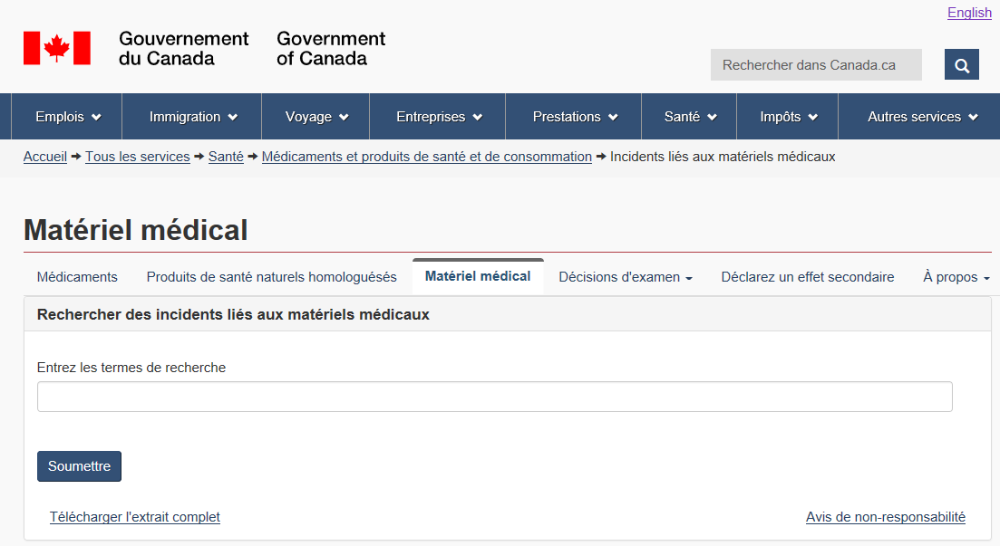 English
Gouvernement du Canada
Government of Canada
Rechercher dans Canada.ca
Emplois Immigration Voyage Entreprises Prestations Santé Impôts Autres services
Accueil ➔ Tous les services ➔ Santé ➔ Médicaments et produits de santé et de consommation ➔ Incidents liés aux matériels médicaux
Matériel médical
Médicaments Produits de santé naturels homologuésés Matériel médical Décisions d'examen Déclarez un effet secondaire À propos
Rechercher des incidents liés aux matériels médicaux
Entrez les termes de recherche
Soumettre
Télécharger l'extrait complet Avis de non-responsabilité